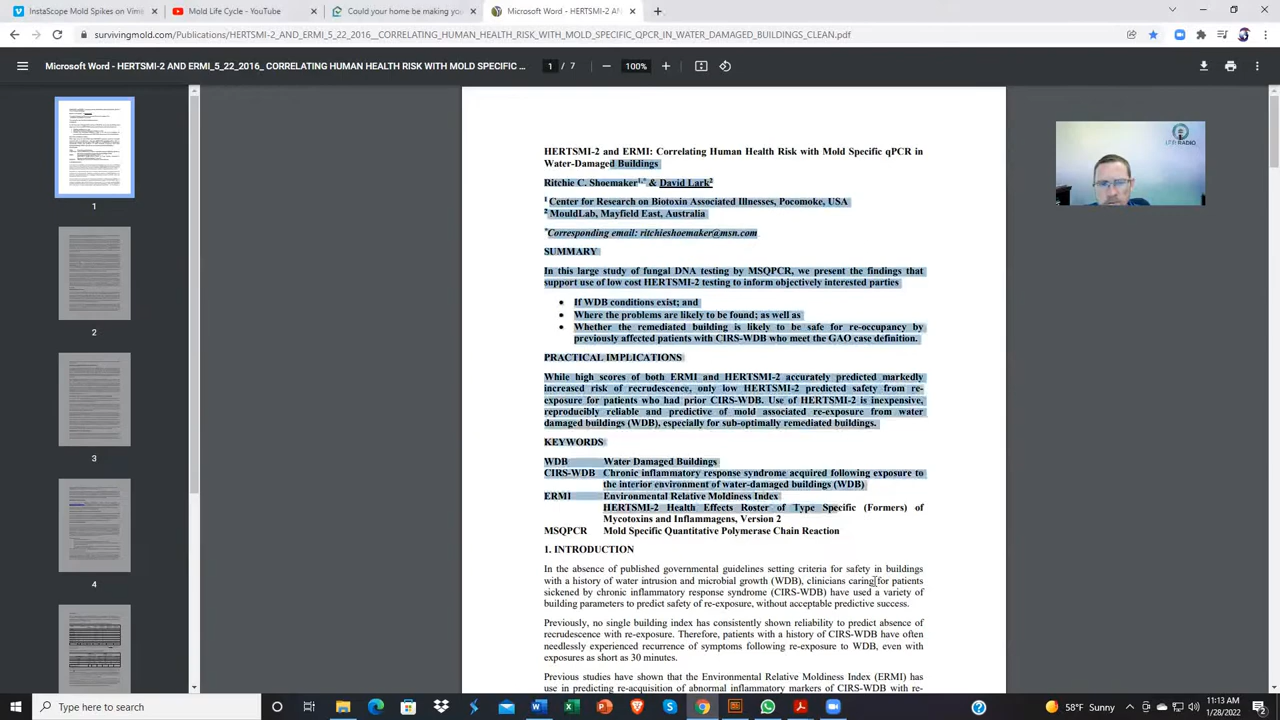 InstaScope Mold Spikes on Vime
Mold Life Cycle - YouTube
Could your home be making you
Microsoft Word - HERTSMI-2 AN
survivingmold.com/Publications/HERTSMI-2_AND_ERMI_5_22_2016__CORRELATING_HUMAN_HEALTH_RISK_WITH_MOLD_SPECIFIC_QPCR_IN_WATER_DAMAGED_BUILDINGS_CLEAN.pdf
Microsoft Word - HERTSMI-2 AND ERMI_5_22_2016_ CORRELATING HUMAN HEALTH RISK WITH MOLD SPECIFIC ...
1 / 7
100%
HERTSMI-2 and ERMI: Correlating Human Health Risk with Mold Specific qPCR in
Water-Damaged Buildings
Ritchie C. Shoemaker1,* & David Lark2
1 Center for Research on Biotoxin Associated Illnesses, Pocomoke, USA
2 MouldLab, Mayfield East, Australia
*Corresponding email: ritchieshoemaker@msn.com
SUMMARY
In this large study of fungal DNA testing by MSQPCR, we present the findings that
support use of low cost HERTSMI-2 testing to inform objectively interested parties
• If WDB conditions exist; and
• Where the problems are likely to be found; as well as
• Whether the remediated building is likely to be safe for re-occupancy by
previously affected patients with CIRS-WDB who meet the GAO case definition.
PRACTICAL IMPLICATIONS
While high scores of both ERMI and HERTSMI-2 accurately predicted markedly
increased risk of recrudescence, only low HERTSMI-2 predicted safety from re-
exposure for patients who had prior CIRS-WDB. Use of HERTSMI-2 is inexpensive,
reproducibly reliable and predictive of mold associated re-exposure from water
damaged buildings (WDB), especially for sub-optimally remediated buildings.
KEYWORDS
WDB Water Damaged Buildings
CIRS-WDB Chronic inflammatory response syndrome acquired following exposure to
the interior environment of water-damaged buildings (WDB)
ERMI Environmental Relative Moldiness Index
HERTSMI-2 Health Effects Roster of Type Specific (Formers) of
Mycotoxins and Inflammagens, Version 2
MSQPCR Mold Specific Quantitative Polymerase Chain Reaction
1. INTRODUCTION
In the absence of published governmental guidelines setting criteria for safety in buildings
with a history of water intrusion and microbial growth (WDB), clinicians caring for patients
sickened by chronic inflammatory response syndrome (CIRS-WDB) have used a variety of
building parameters to predict safety of re-exposure, without acceptable predictive success.
Previously, no single building index has consistently shown reliability to predict absence of
recrudescence with re-exposure. Therefore, patients with a history of CIRS-WDB have often
needlessly experienced recurrence of symptoms following re-exposure to WDB, even with
exposures as short as 30 minutes.
Previous studies have shown that the Environmental Relative Moldiness Index (ERMI) has
use in predicting re-acquisition of abnormal inflammatory markers of CIRS-WDB with re-
1
2
3
4
RADIO
Type here to search
58°F Sunny
11:13 AM
1/28/2022